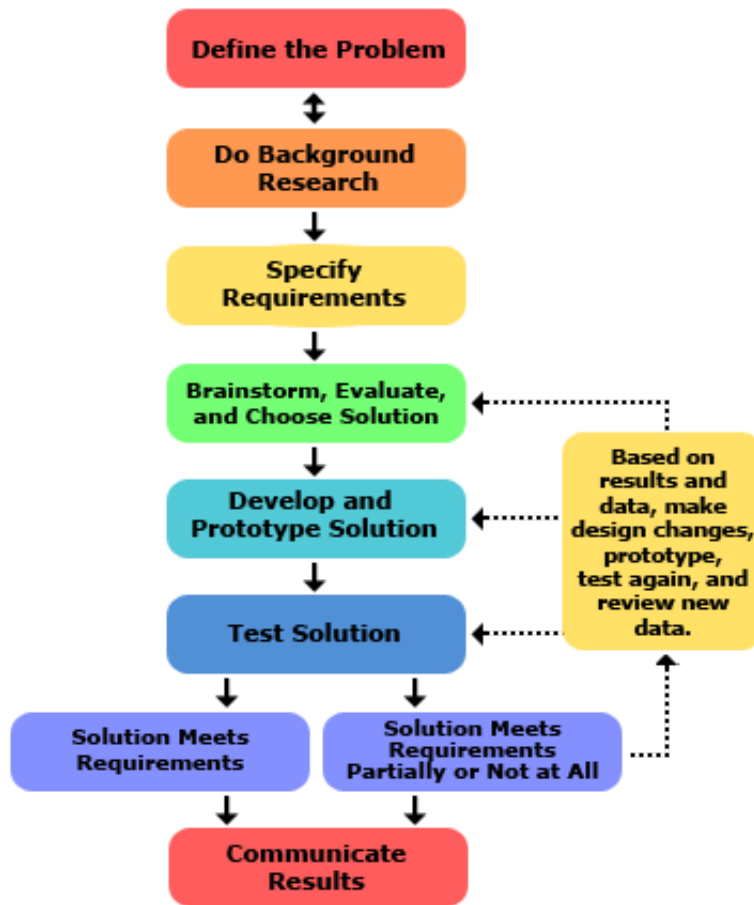 Define the Problem
Do Background
Research
Specify
Requirements
Brainstorm, Evaluate,
and Choose Solution
Develop and
Prototype Solution
Based on
results and
data, make
design changes,
prototype,
test again, and
review new
data.
Test Solution
Solution Meets
Requirements
Solution Meets
Requirements
Partially or Not at All
Communicate
Results